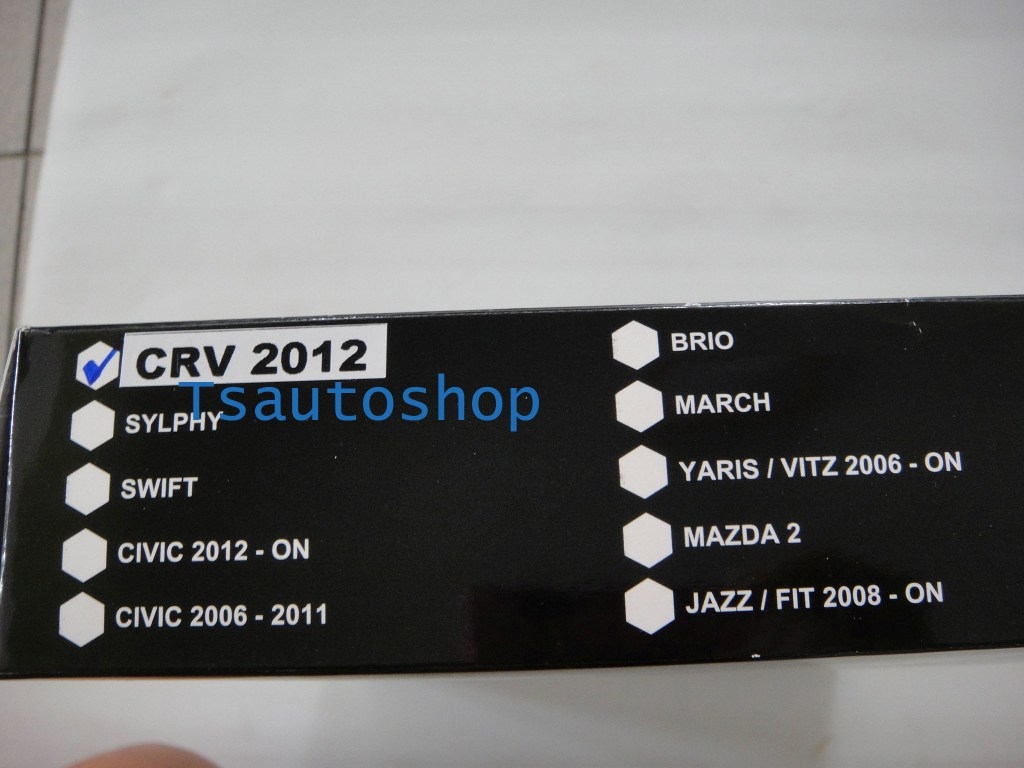 CRV 2012
Tsautoshop
SYLPHY
SWIFT
CIVIC 2012 - ON
CIVIC 2006 - 2011
BRIO
MARCH
YARIS / VITZ 2006 - ON
MAZDA 2
JAZZ / FIT 2008 - ON